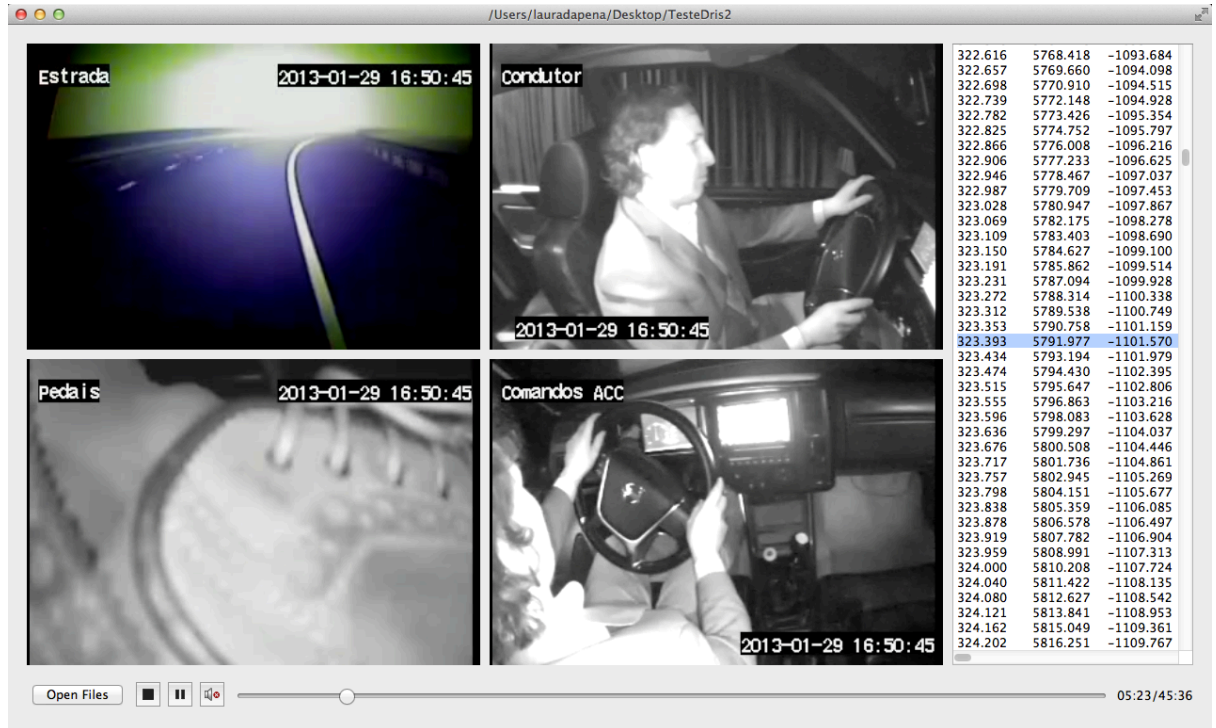 /Users/lauradapena/Desktop/TesteDris2
Estrada 2013-01-29 16:50:45
Condutor
2013-01-29 16:50:45
Pedais 2013-01-29 16:50:45
Comandos ACC
2013-01-29 16:50:45
322.616 5768.418 -1093.684
322.657 5769.660 -1094.098
322.698 5770.910 -1094.515
322.739 5772.148 -1094.928
322.782 5773.426 -1095.354
322.825 5774.752 -1095.797
322.866 5776.008 -1096.216
322.906 5777.233 -1096.625
322.946 5778.467 -1097.037
322.987 5779.709 -1097.453
323.028 5780.947 -1097.867
323.069 5782.175 -1098.278
323.109 5783.403 -1098.690
323.150 5784.627 -1099.100
323.191 5785.862 -1099.514
323.231 5787.094 -1099.928
323.272 5788.314 -1100.338
323.312 5789.538 -1100.749
323.353 5790.758 -1101.159
323.393 5791.977 -1101.570
323.434 5793.194 -1101.979
323.474 5794.430 -1102.395
323.515 5795.647 -1102.806
323.555 5796.863 -1103.216
323.596 5798.083 -1103.628
323.636 5799.297 -1104.037
323.676 5800.508 -1104.446
323.717 5801.736 -1104.861
323.757 5802.945 -1105.269
323.798 5804.151 -1105.677
323.838 5805.359 -1106.085
323.878 5806.578 -1106.497
323.919 5807.782 -1106.904
323.959 5808.991 -1107.313
324.000 5810.208 -1107.724
324.040 5811.422 -1108.135
324.080 5812.627 -1108.542
324.121 5813.841 -1108.953
324.162 5815.049 -1109.361
324.202 5816.251 -1109.767
Open Files 05:23/45:36